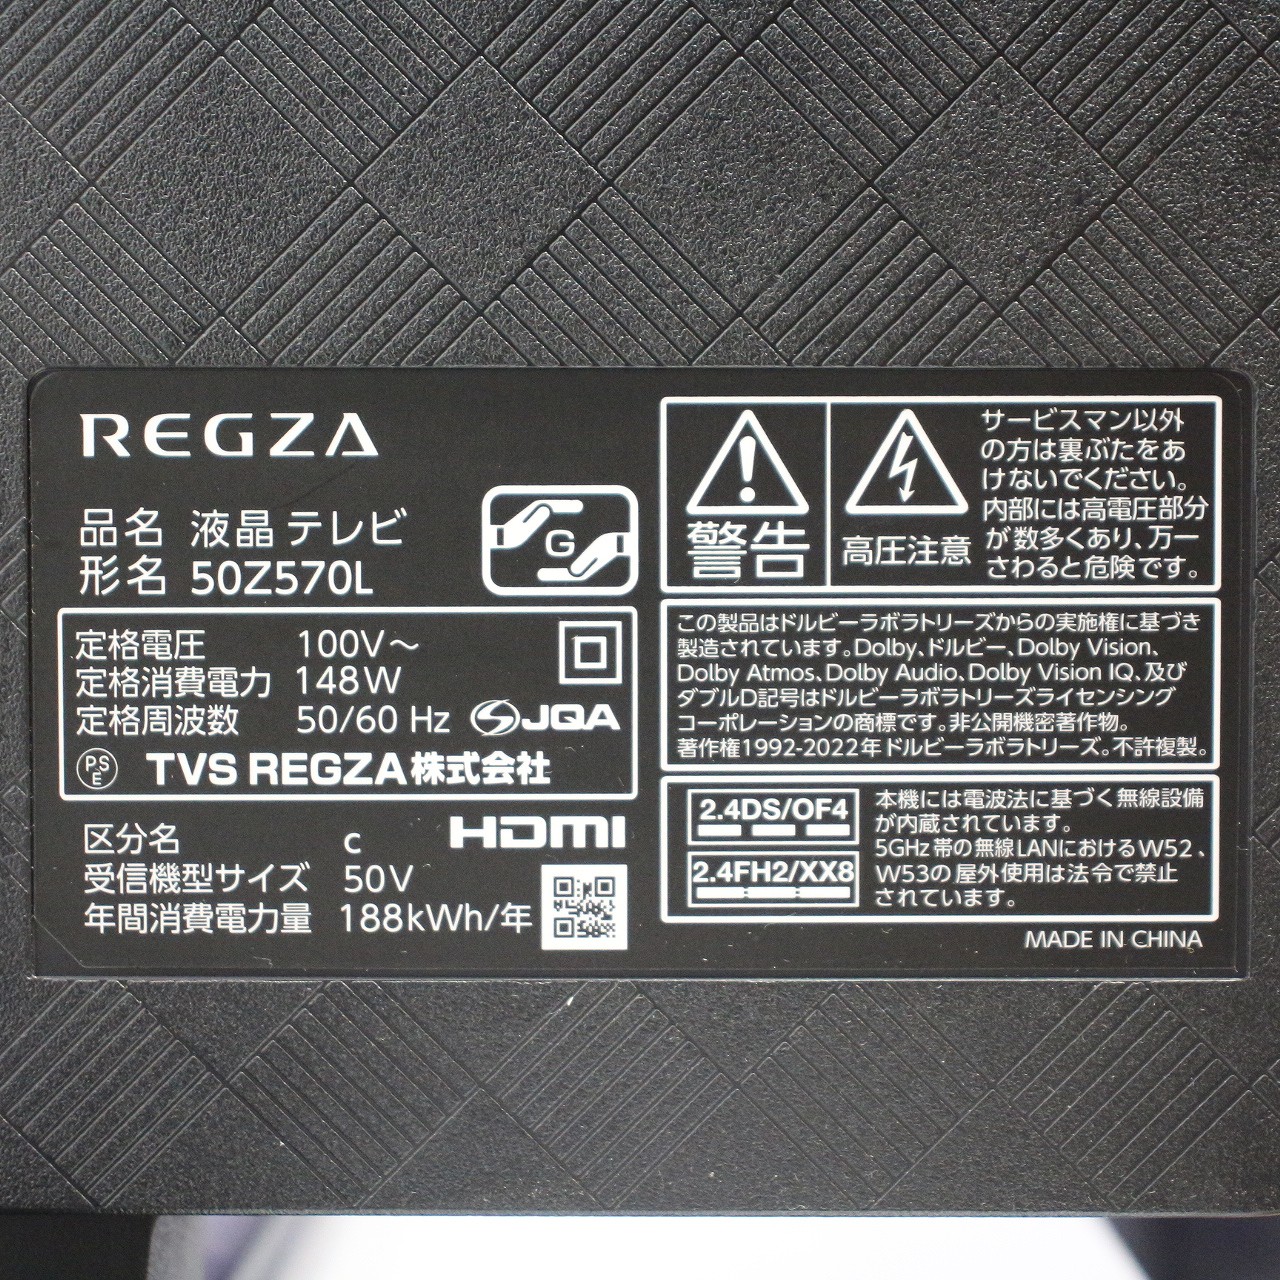 REGZA
品名 液晶テレビ
形名 50Z570L
G
定格電圧 100V～
定格消費電力 148W
定格周波数 50/60 Hz
JQA
PS
E
TVS REGZA株式会社
区分名 c
HDMI
受信機型サイズ 50V
年間消費電力量 188kWh/年
警告
高圧注意
サービスマン以外
の方は裏ぶたをあ
けないでください。
内部には高電圧部分
が数多くあり、万一
さわると危険です。
この製品はドルビーラボラトリーズからの実施権に基づき
製造されています。Dolby、ドルビー、Dolby Vision、
Dolby Atmos、Dolby Audio、Dolby Vision IQ、及び
ダブルD記号はドルビーラボラトリーズライセンシング
コーポレーションの商標です。非公開機密著作物。
著作権1992-2022年ドルビーラボラトリーズ。不許複製。
2.4DS/OF4
2.4FH2/XX8
本機には電波法に基づく無線設備
が内蔵されています。
5GHz帯の無線LANにおけるW52、
W53の屋外使用は法令で禁止
されています。
MADE IN CHINA